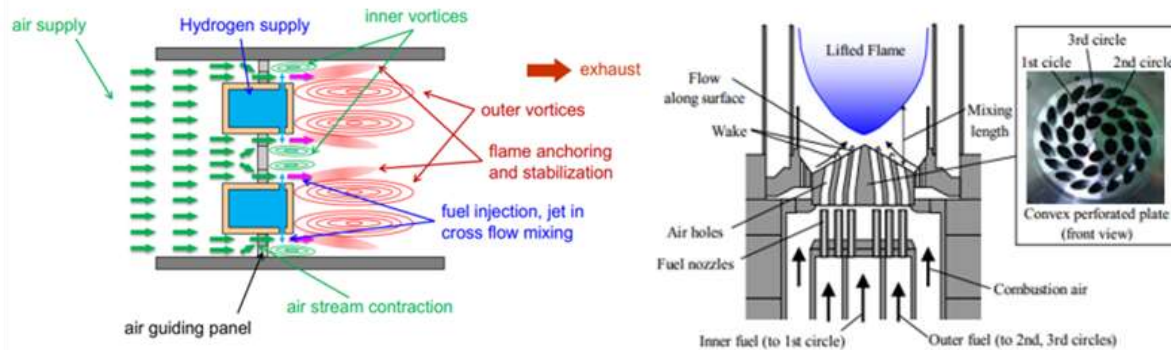 air supply
Hydrogen supply
inner vortices
exhaust
outer vortices
flame anchoring
and stabilization
fuel injection, jet in
cross flow mixing
air stream contraction
air guiding panel
Lifted Flame
Flow
along surface
Wake
Mixing
length
Air holes
Fuel nozzles
Combustion air
Inner fuel (to 1st circle)
Outer fuel (to 2nd, 3rd circles)
3rd circle
1st cicle
2nd circle
Convex perforated plate
(front view)